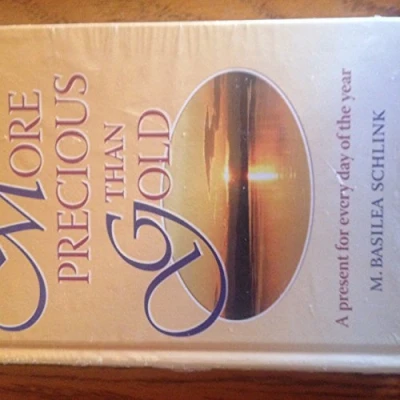 MORE
PRECIOUS
THAN
GOLD
A present for every day of the year
M. BASILEA SCHLINK